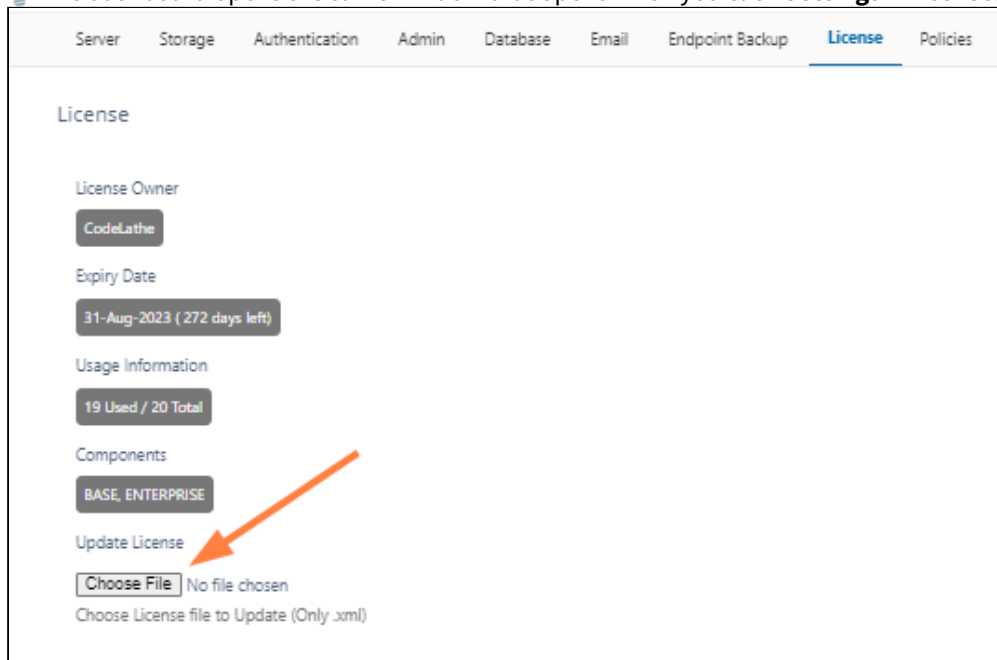 Server Storage Authentication Admin Database Email Endpoint Backup License Policies
License
License Owner
CodeLathe
Expiry Date
31-Aug-2023 ( 272 days left)
Usage Information
19 Used / 20 Total
Components
BASE, ENTERPRISE
Update License
Choose File No file chosen
Choose License file to Update (Only .xml)